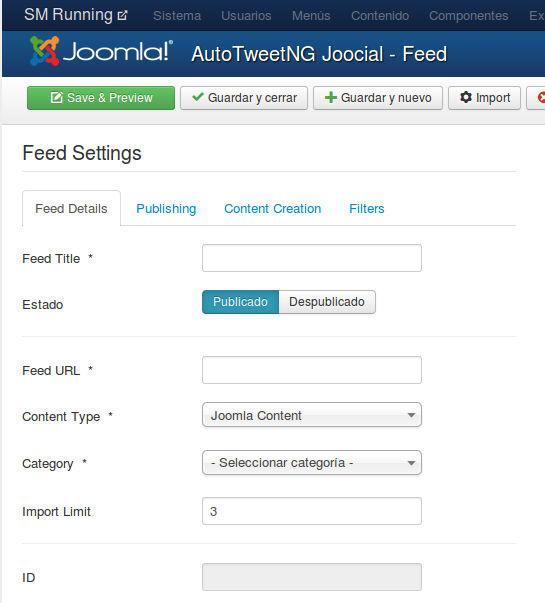 SM Running Sistema Usuarios Menús Contenido Componentes
Joomla!® AutoTweetNG Joocial - Feed
Save & Preview Guardar y cerrar Guardar y nuevo Import
Feed Settings
Feed Details Publishing Content Creation Filters
Feed Title *
Estado Publicado Despublicado
Feed URL *
Content Type * Joomla Content
Category * - Seleccionar categoría -
Import Limit 3
ID